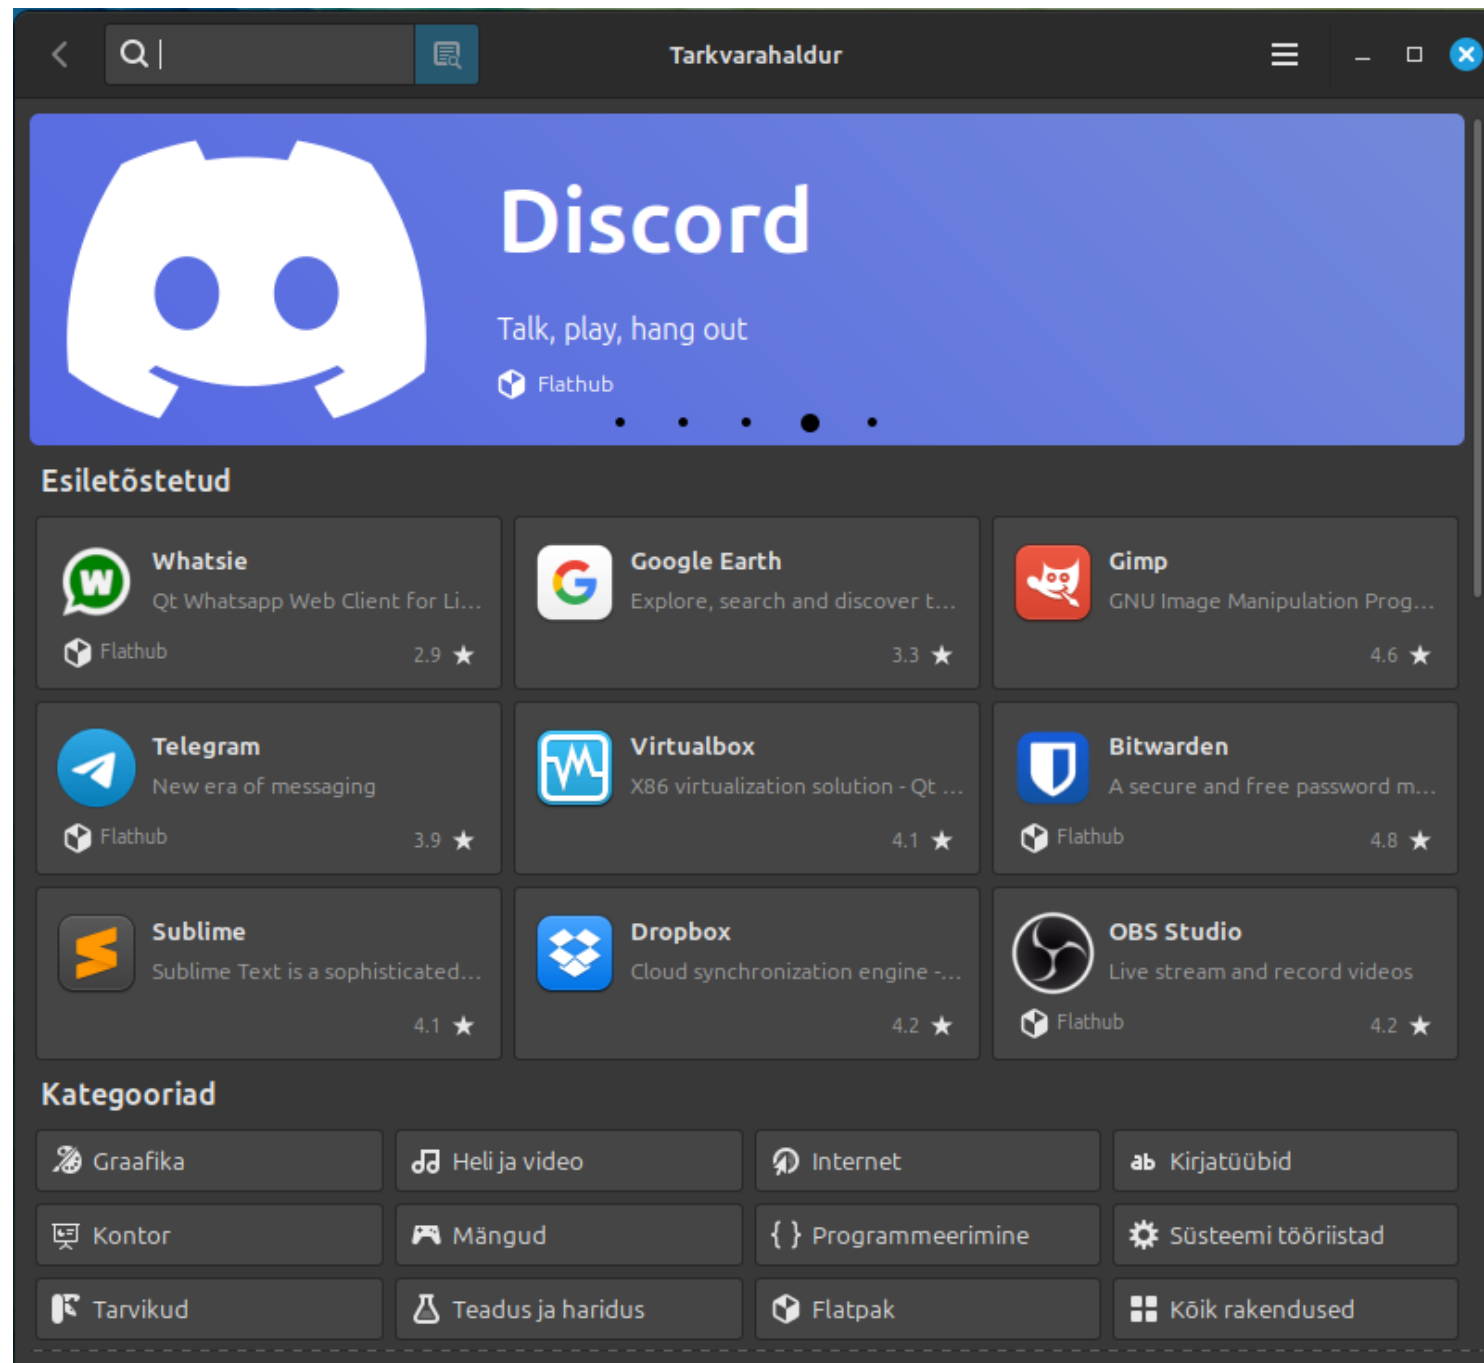 Tarkvarahaldur
Discord
Talk, play, hang out
Flathub
Esiletõstetud
Whatsie
Qt Whatsapp Web Client for Li...
Flathub
2.9 ★
Google Earth
Explore, search and discover t...
3.3 ★
Gimp
GNU Image Manipulation Prog...
4.6 ★
Telegram
New era of messaging
Flathub
3.9 ★
Virtualbox
X86 virtualization solution - Qt ...
4.1 ★
Bitwarden
A secure and free password m...
Flathub
4.8 ★
Sublime
Sublime Text is a sophisticated...
4.1 ★
Dropbox
Cloud synchronization engine -...
4.2 ★
OBS Studio
Live stream and record videos
Flathub
4.2 ★
Kategooriad
Graafika
Heli ja video
Internet
ab Kirjatüübid
Kontor
Mängud
{ } Programmeerimine
Süsteemi tööriistad
Tarvikud
Teadus ja haridus
Flatpak
Kõik rakendused